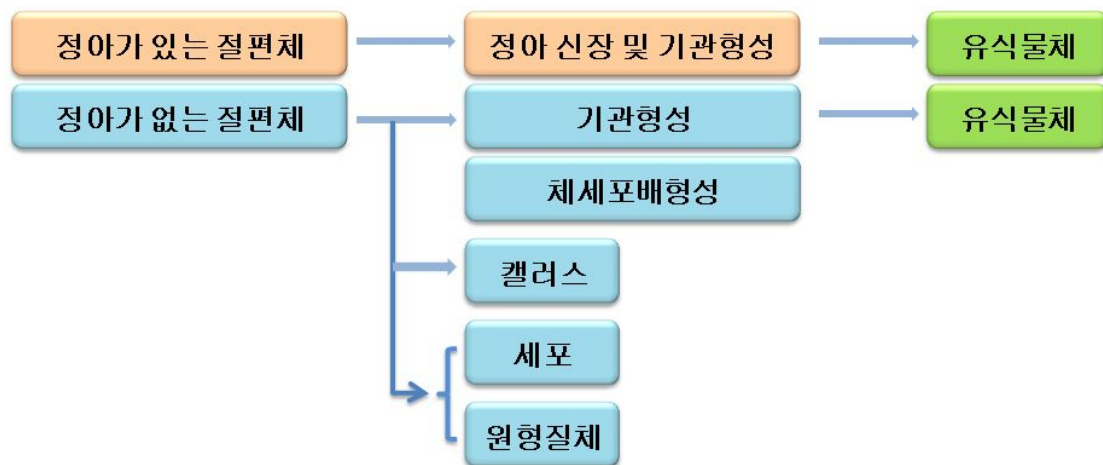 정아가 있는 절편체
정아 신장 및 기관형성
유식물체
정아가 없는 절편체
기관형성
유식물체
체세포배형성
캘러스
세포
원형질체